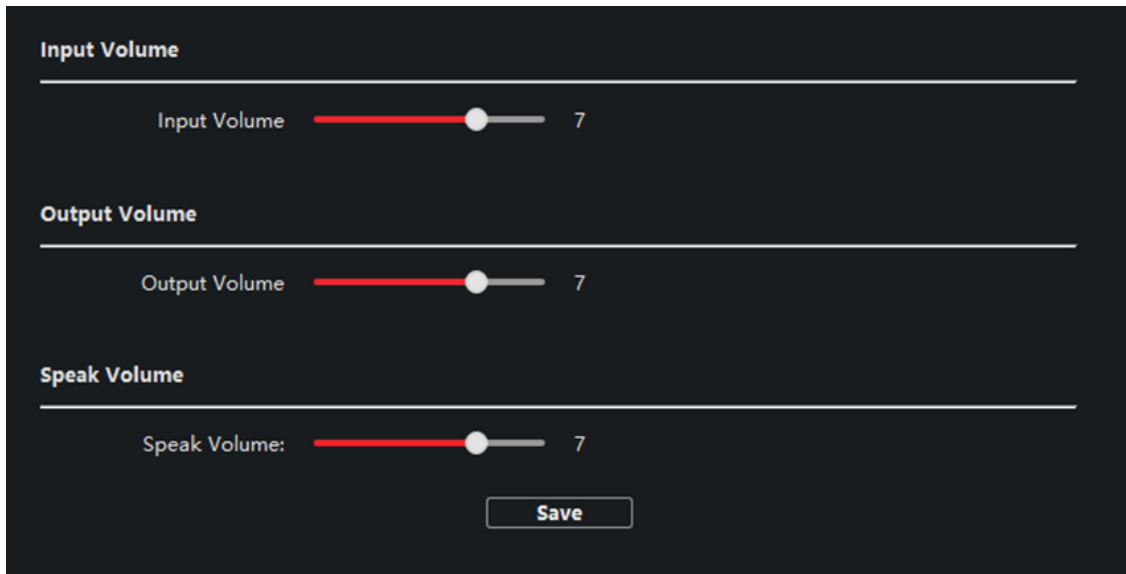 Input Volume
Input Volume 7
Output Volume
Output Volume 7
Speak Volume
Speak Volume: 7
Save